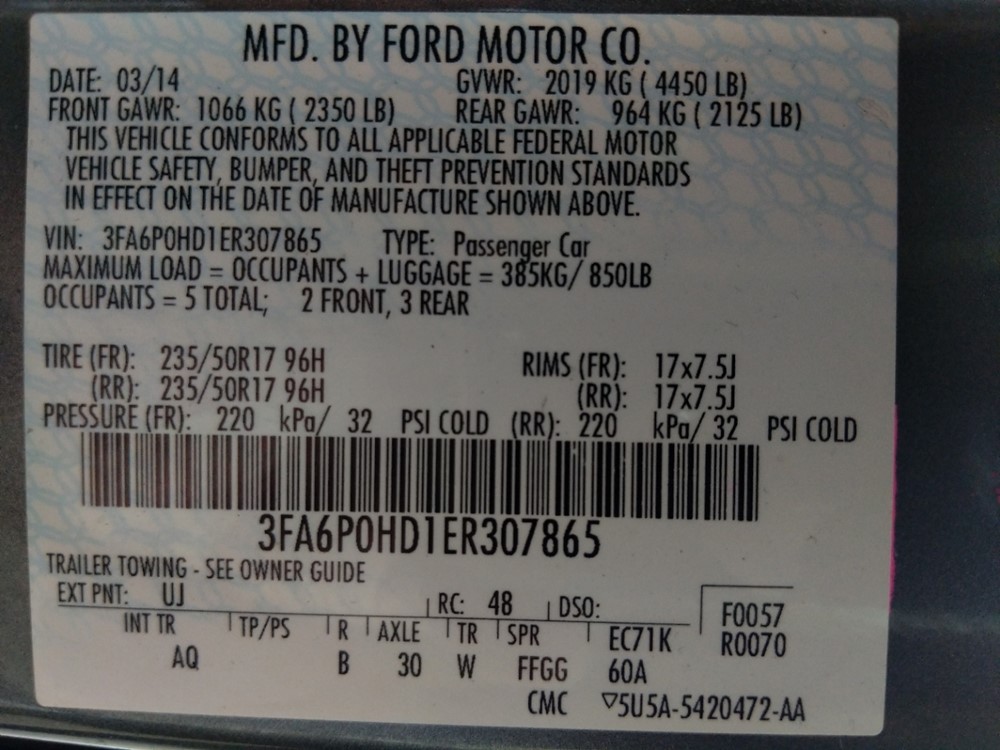 MFD. BY FORD MOTOR CO.
DATE: 03/14 GVWR: 2019 KG ( 4450 LB)
FRONT GAWR: 1066 KG ( 2350 LB) REAR GAWR: 964 KG ( 2125 LB)
THIS VEHICLE CONFORMS TO ALL APPLICABLE FEDERAL MOTOR
VEHICLE SAFETY, BUMPER, AND THEFT PREVENTION STANDARDS
IN EFFECT ON THE DATE OF MANUFACTURE SHOWN ABOVE.
VIN: 3FA6P0HD1ER307865 TYPE: Passenger Car
MAXIMUM LOAD = OCCUPANTS + LUGGAGE = 385KG/ 850LB
OCCUPANTS = 5 TOTAL; 2 FRONT, 3 REAR
TIRE (FR): 235/50R17 96H RIMS (FR): 17x7.5J
(RR): 235/50R17 96H (RR): 17x7.5J
PRESSURE (FR): 220 kPa/ 32 PSI COLD (RR): 220 kPa/ 32 PSI COLD
3FA6P0HD1ER307865
TRAILER TOWING - SEE OWNER GUIDE
EXT PNT: UJ RC: 48 DSO: F0057
INT TR TP/PS R AXLE TR SPR EC71K R0070
AQ B 30 W FFGG 60A
CMC ▽5U5A-5420472-AA